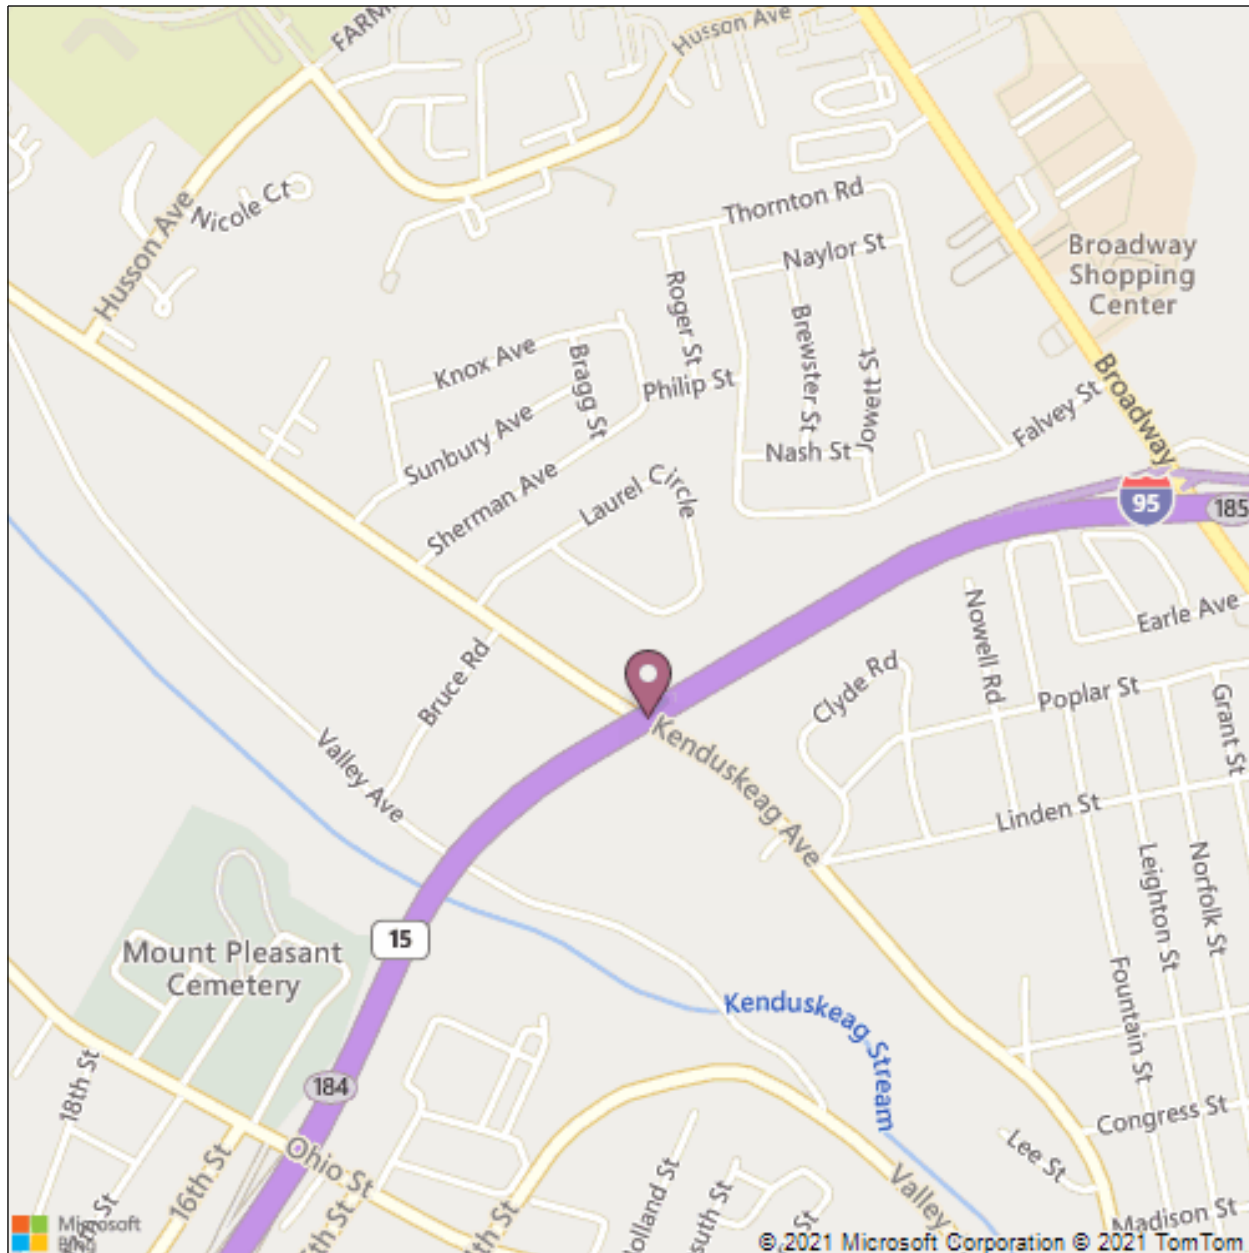 FARM
Husson Ave
Nicole Ct
Husson Ave
Thornton Rd
Naylor St
Broadway
Shopping
Center
Roger St
Brewster St
Jowett St
Knox Ave
Bragg St
Philip St
Broadway
Falvey St
Sunbury Ave
Nash St
Sherman Ave
Laurel Circle
95
185
Nowell Rd
Earle Ave
Bruce Rd
Clyde Rd
Poplar St
Grant St
Valley Ave
Kenduskeag Ave
Linden St
Leighton St
Norfolk St
15
Mount Pleasant
Cemetery
Fountain St
Kenduskeag Stream
184
18th St
Congress St
Lee St
Ohio St
16th St
Holland St
Valley
Madison St
Microsoft
Bing
© 2021 Microsoft Corporation © 2021 TomTom